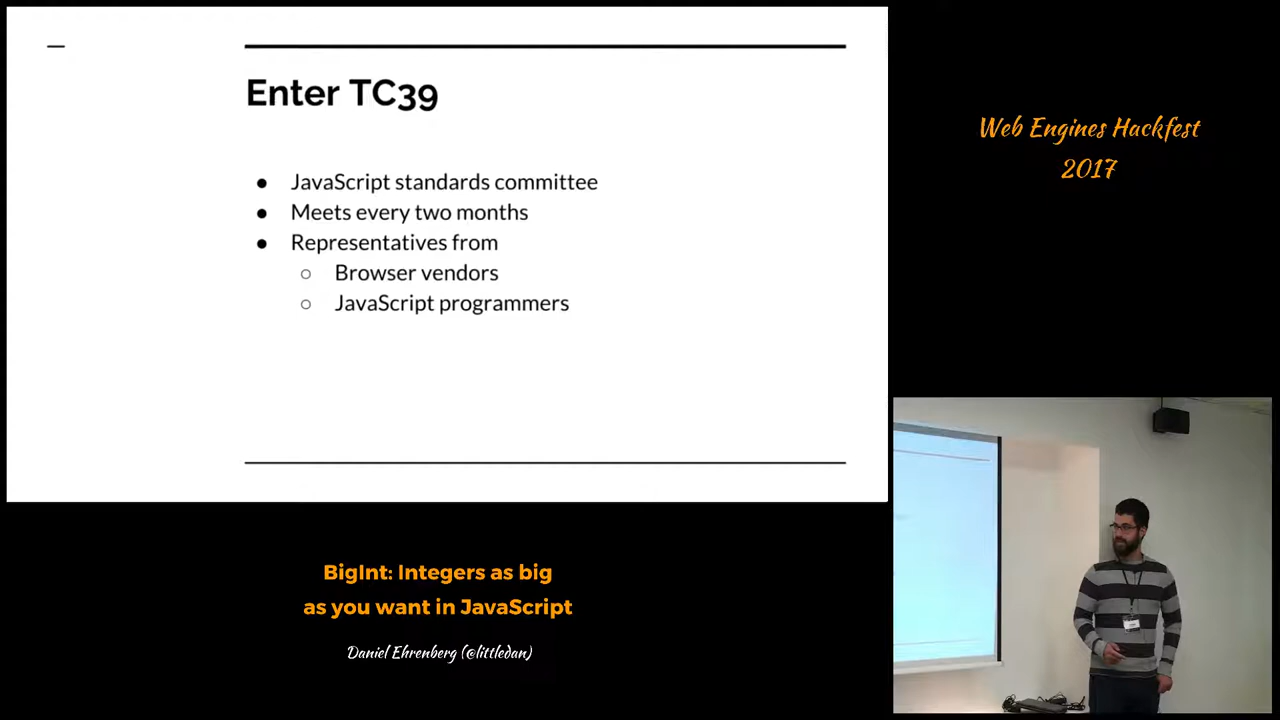 Enter TC39
JavaScript standards committee
Meets every two months
Representatives from
Browser vendors
JavaScript programmers
Web Engines Hackfest
2017
BigInt: Integers as big
as you want in JavaScript
Daniel Ehrenberg (@littledan)